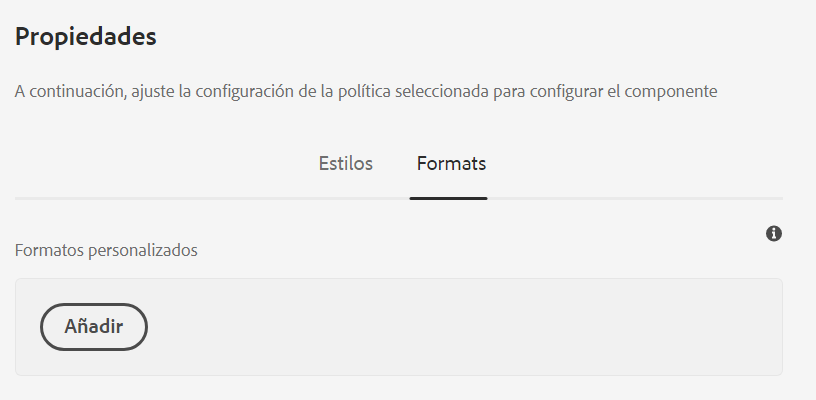 Propiedades
A continuación, ajuste la configuración de la política seleccionada para configurar el componente
Estilos Formats
Formatos personalizados
Añadir